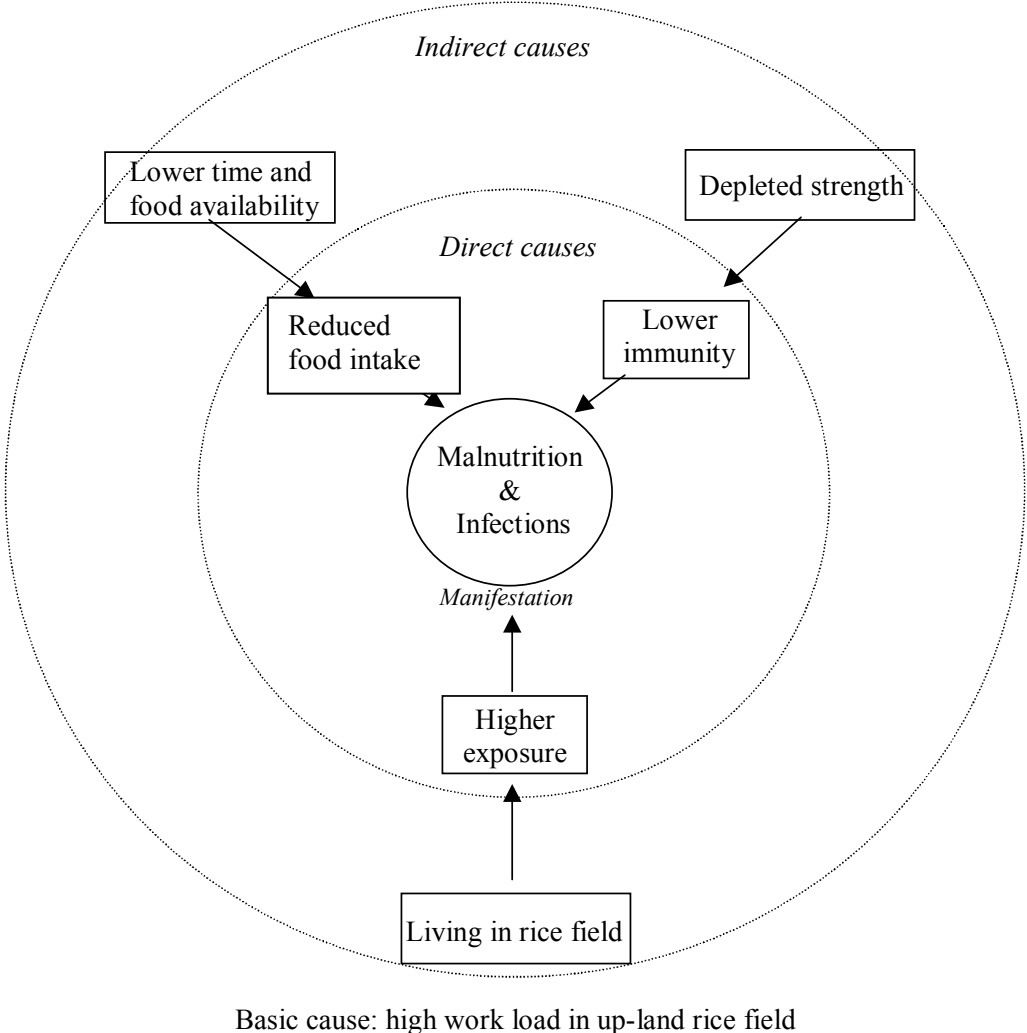 Indirect causes
Lower time and
food availability
Depleted strength
Direct causes
Reduced
food intake
Lower
immunity
Malnutrition
&
Infections
Manifestation
Higher
exposure
Living in rice field
Basic cause: high work load in up-land rice field